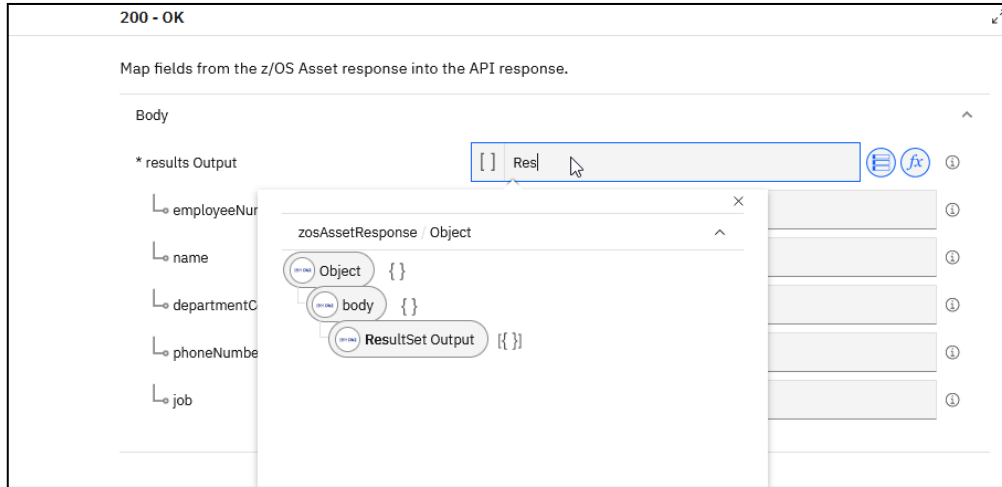 200 - OK
Map fields from the z/OS Asset response into the API response.
Body
* results Output
[ ] Res
fx
employeeNur
zosAssetResponse / Object
Object { }
name
body { }
departmentC
ResultSet Output [{ }]
phoneNumbe
job